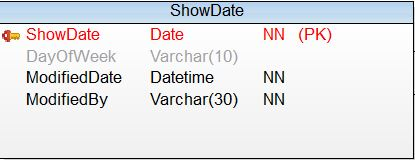 ShowDate
ShowDate Date NN (PK)
DayOfWeek Varchar(10)
ModifiedDate Datetime NN
ModifiedBy Varchar(30) NN